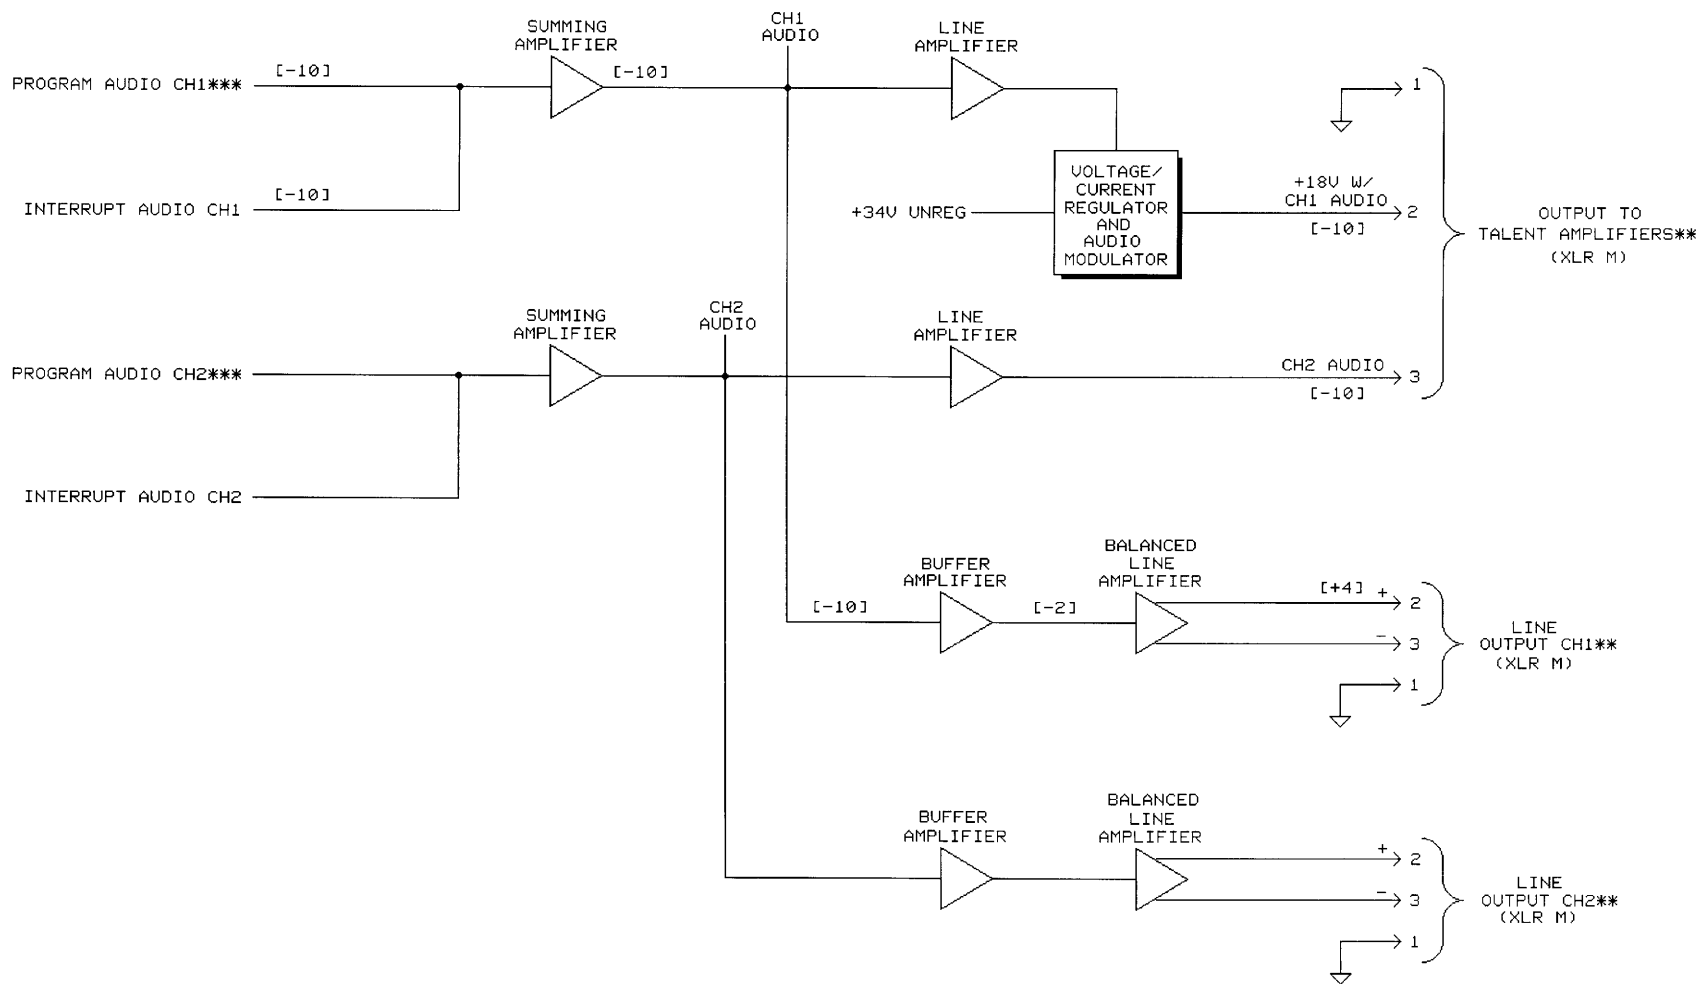 SUMMING
AMPLIFIER
CH1
AUDIO
LINE
AMPLIFIER
PROGRAM AUDIO CH1***
[-10]
[-10]
1
INTERRUPT AUDIO CH1
[-10]
+34V UNREG
VOLTAGE/
CURRENT
REGULATOR
AND
AUDIO
MODULATOR
+18V W/
CH1 AUDIO
[-10]
2
OUTPUT TO
TALENT AMPLIFIERS**
(XLR M)
SUMMING
AMPLIFIER
CH2
AUDIO
LINE
AMPLIFIER
PROGRAM AUDIO CH2***
CH2 AUDIO
[-10]
3
INTERRUPT AUDIO CH2
BUFFER
AMPLIFIER
BALANCED
LINE
AMPLIFIER
[-10]
[-2]
[+4]
+
2
-
3
1
LINE
OUTPUT CH1**
(XLR M)
BUFFER
AMPLIFIER
BALANCED
LINE
AMPLIFIER
+
2
-
3
1
LINE
OUTPUT CH2**
(XLR M)